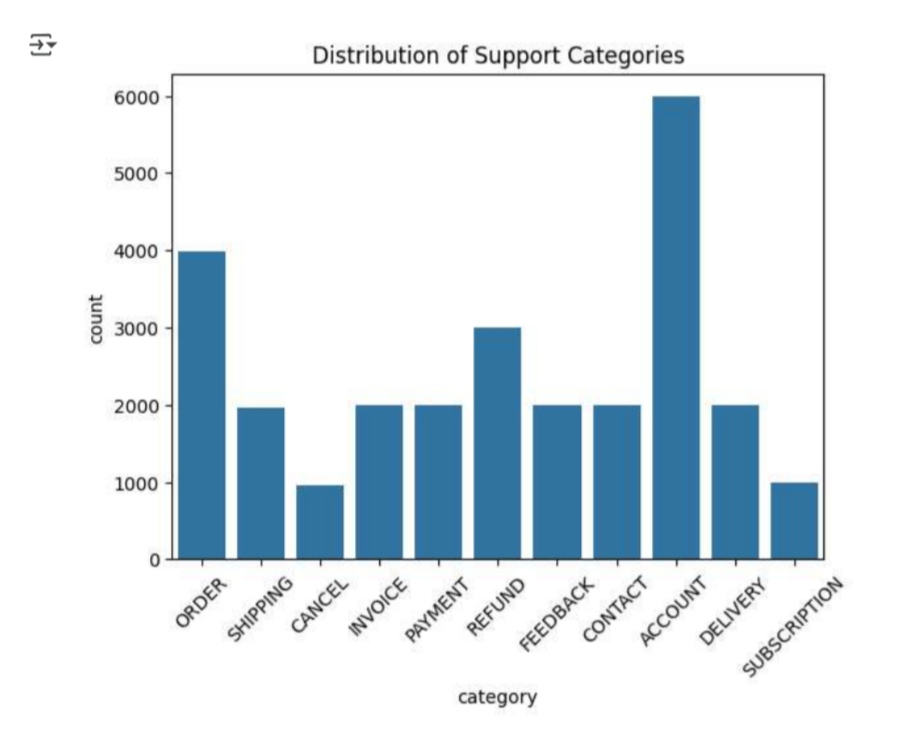 Distribution of Support Categories
6000
5000
4000
3000
2000
1000
0
count
ORDER
SHIPPING
CANCEL
INVOICE
PAYMENT
REFUND
FEEDBACK
CONTACT
ACCOUNT
DELIVERY
SUBSCRIPTION
category